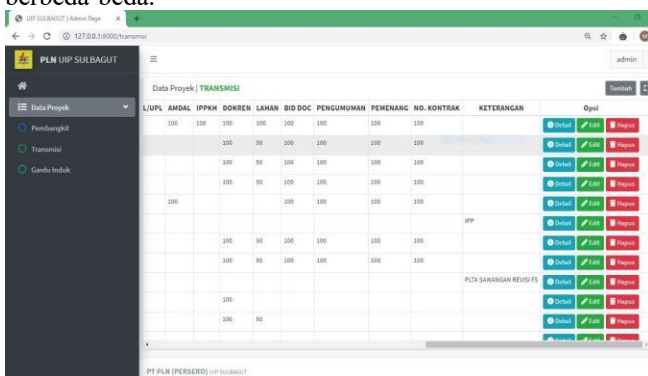 berbeda-beda.
UIP SULBAGUT | Admin Page
127.0.0.1:8000/transmisi
PLN UIP SULBAGUT
admin
Data Proyek | TRANSMISI
Tambah
Data Proyek
Pembangkit
Transmisi
Gardu Induk
L/UPL AMDAL IPPKH DOKREN LAHAN BID DOC PENGUMUMAN PEMENANG NO. KONTRAK KETERANGAN Opsi
100 100 100 100 100 100 100 100 Detail Edit Hapus
100 50 100 100 100 100 Detail Edit Hapus
100 50 100 100 100 100 Detail Edit Hapus
100 50 100 100 100 100 Detail Edit Hapus
100 100 100 100 100 Detail Edit Hapus
IPP Detail Edit Hapus
100 50 100 100 100 100 Detail Edit Hapus
100 50 100 100 100 100 Detail Edit Hapus
PLTA SAWANGAN REVISI FS Detail Edit Hapus
100 Detail Edit Hapus
100 50 Detail Edit Hapus
Detail Edit Hapus
PT PLN (PERSERO) UIP SULBAGUT